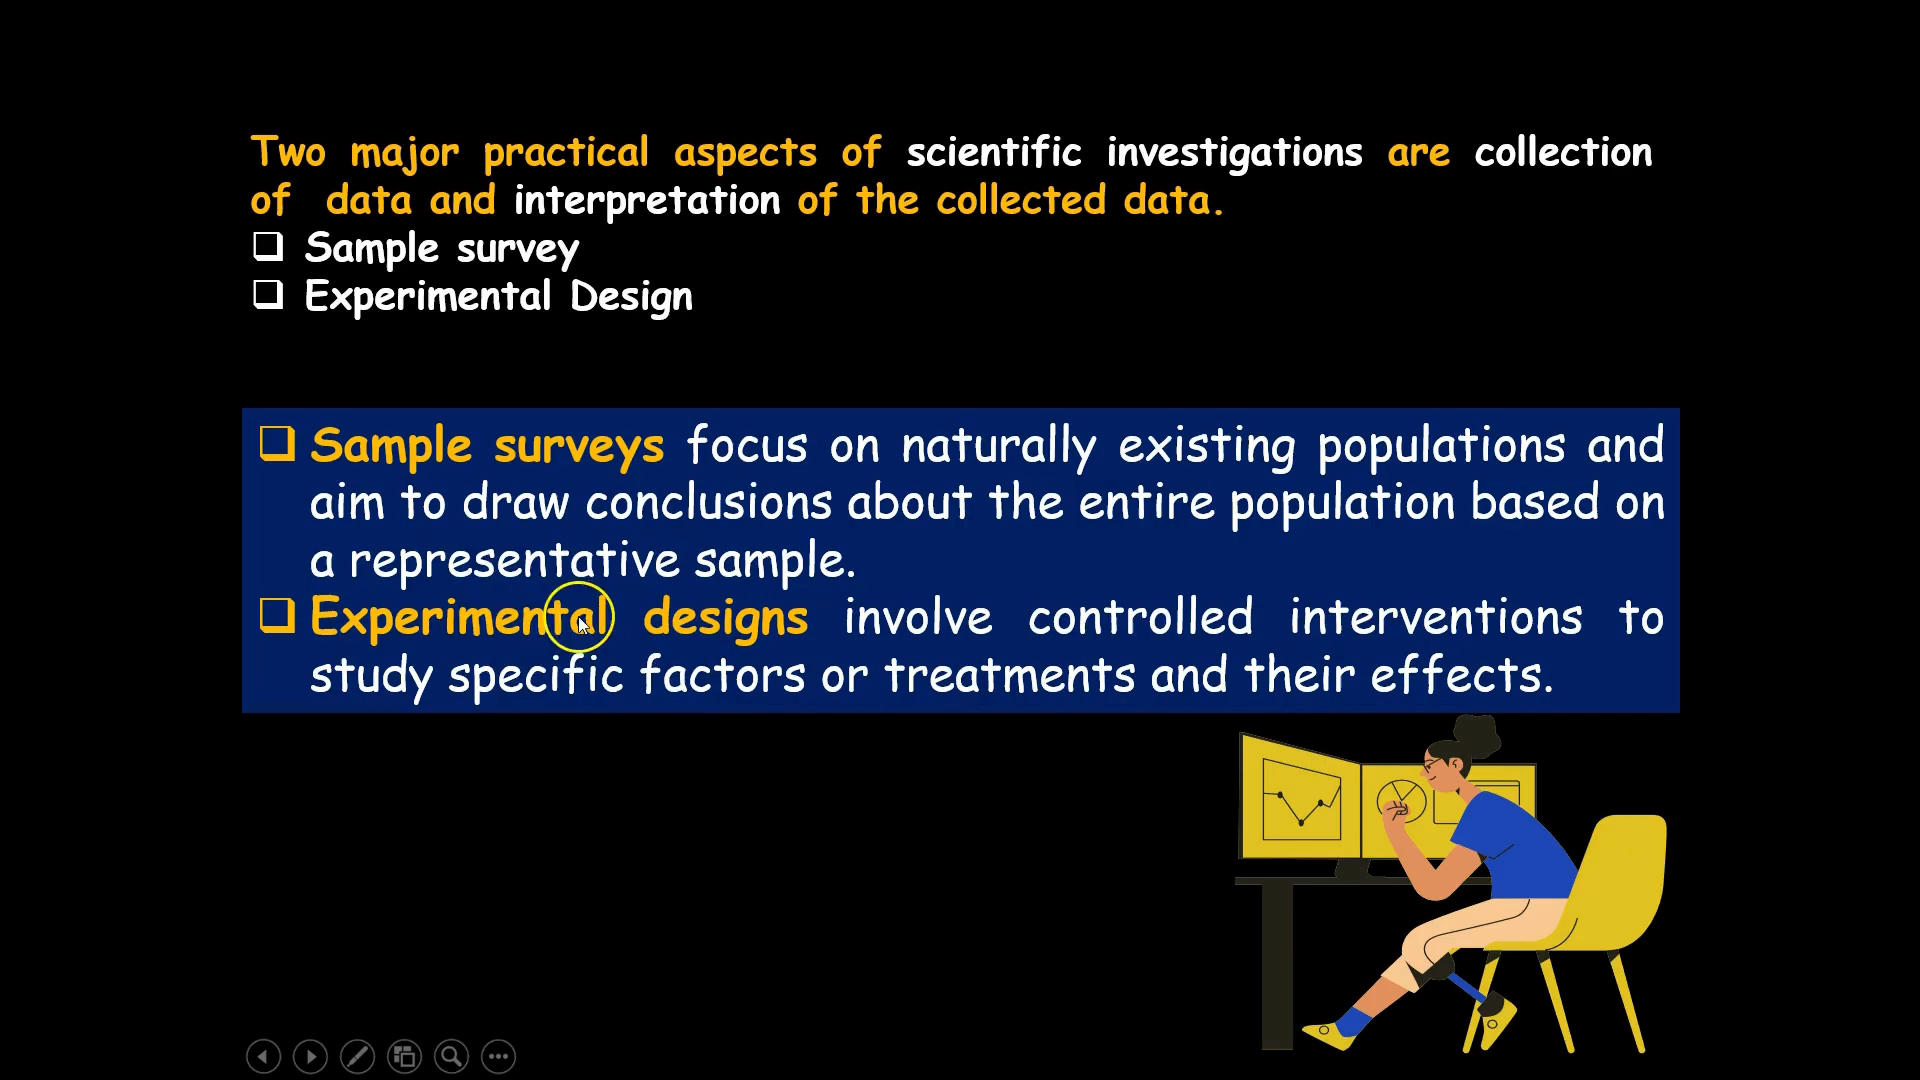 Two major practical aspects of scientific investigations are collection
of data and interpretation of the collected data.
❑ Sample survey
❑ Experimental Design
❑ Sample surveys focus on naturally existing populations and
aim to draw conclusions about the entire population based on
a representative sample.
❑ Experimental designs involve controlled interventions to
study specific factors or treatments and their effects.